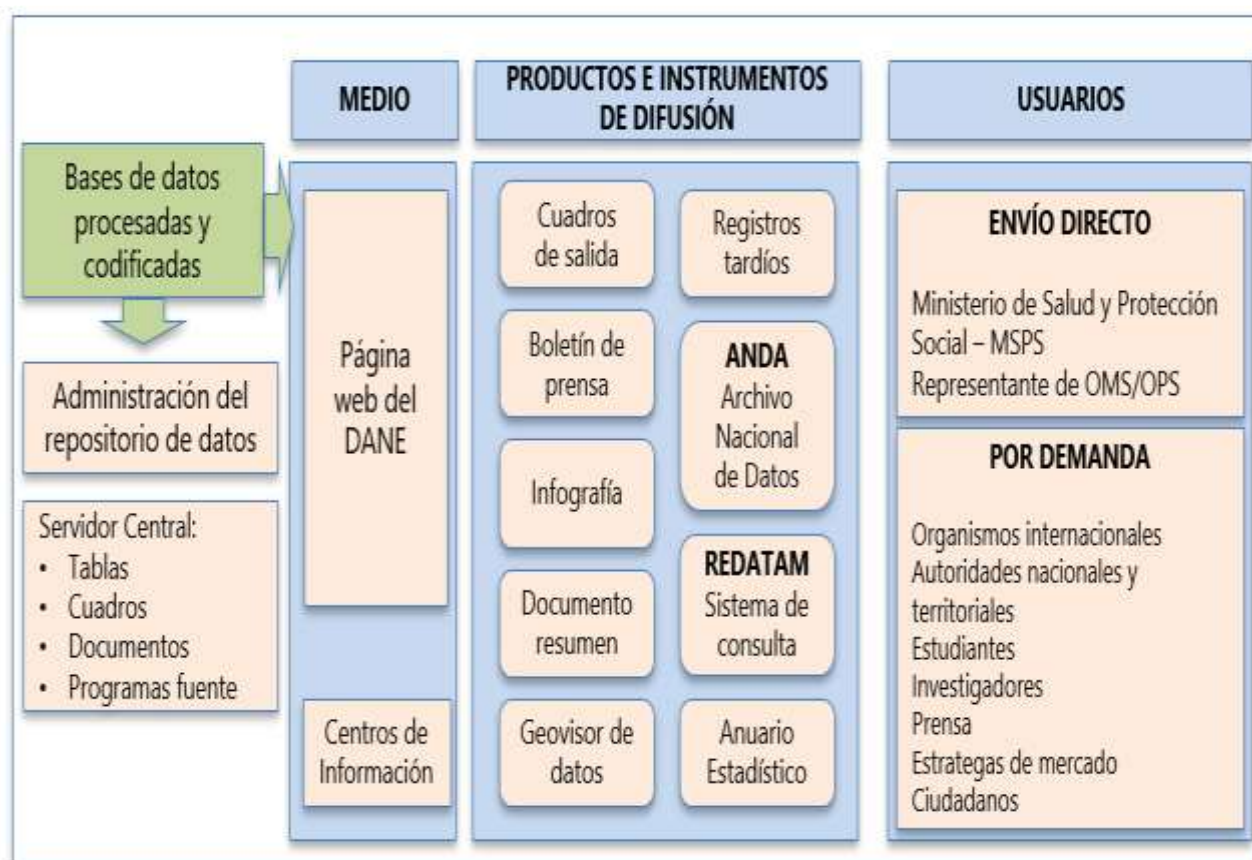 MEDIO
PRODUCTOS E INSTRUMENTOS
DE DIFUSIÓN
USUARIOS
Bases de datos
procesadas y
codificadas
Administración del
repositorio de datos
Servidor Central:
• Tablas
• Cuadros
• Documentos
• Programas fuente
Página
web del
DANE
Centros de
Información
Cuadros
de salida
Registros
tardíos
Boletín de
prensa
ANDA
Archivo
Nacional
de Datos
Infografía
REDATAM
Sistema de
consulta
Documento
resumen
Geovisor de
datos
Anuario
Estadístico
ENVÍO DIRECTO
Ministerio de Salud y Protección
Social – MSPS
Representante de OMS/OPS
POR DEMANDA
Organismos internacionales
Autoridades nacionales y
territoriales
Estudiantes
Investigadores
Prensa
Estrategas de mercado
Ciudadanos